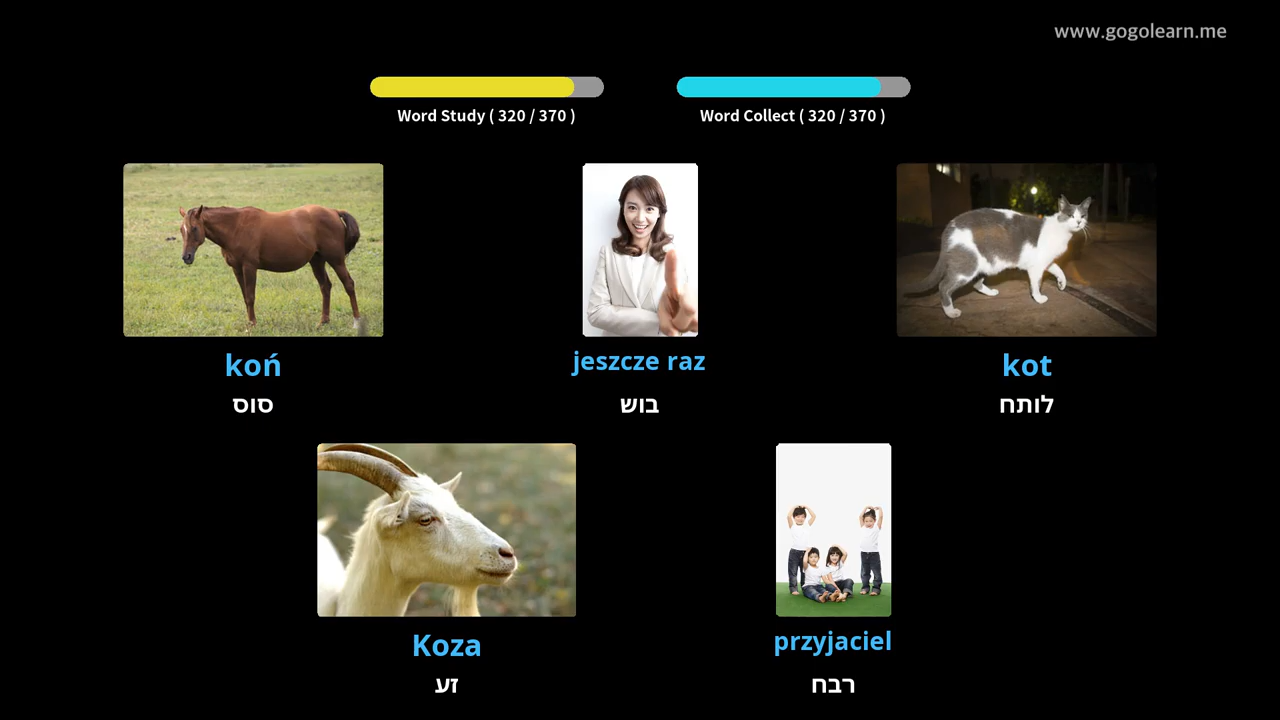 www.gogolearn.me
Word Study ( 320 / 370 )
Word Collect ( 320 / 370 )
koń
סוס
jeszcze raz
בוש
kot
לותח
Koza
זע
przyjaciel
רבח